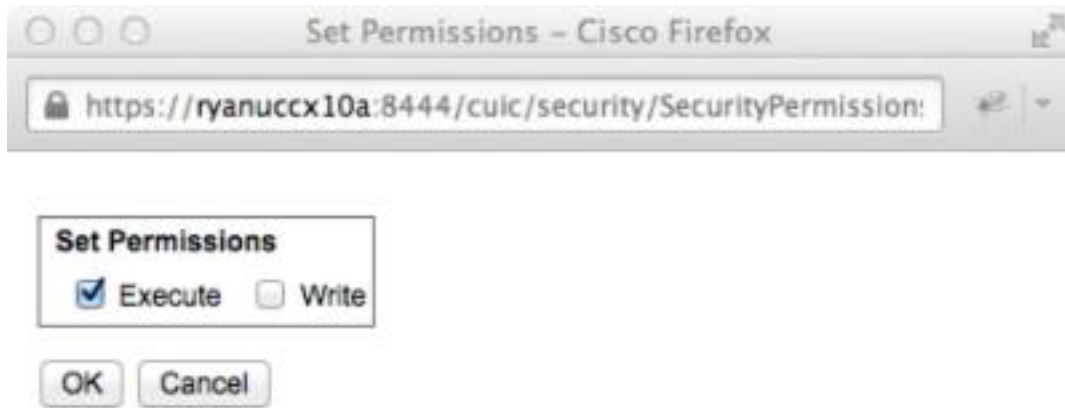 Set Permissions – Cisco Firefox
https://ryanuccx10a:8444/cuic/security/SecurityPermission:
Set Permissions
Execute Write
OK Cancel